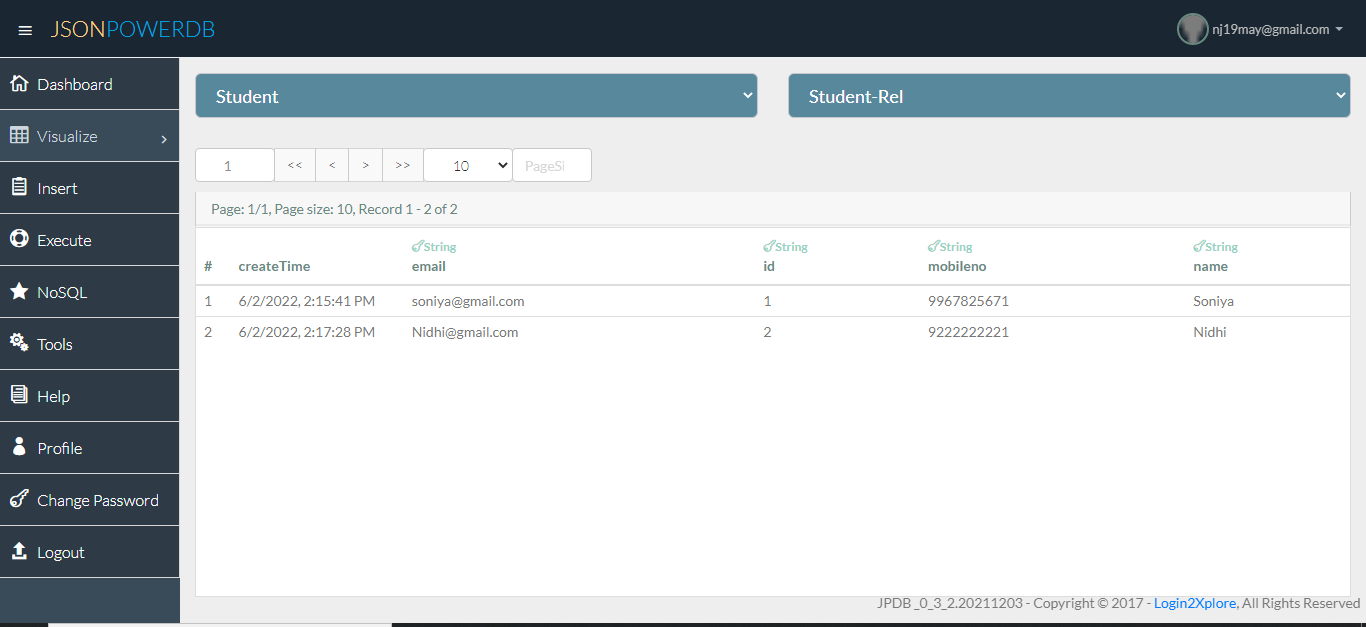 JSONPOWERDB
nj19may@gmail.com
Dashboard
Visualize
Insert
Execute
NoSQL
Tools
Help
Profile
Change Password
Logout
Student
Student-Rel
1 << < > >> 10 PageSi
Page: 1/1, Page size: 10, Record 1 - 2 of 2
String String String String
# createTime email id mobileno name
1 6/2/2022, 2:15:41 PM soniya@gmail.com 1 9967825671 Soniya
2 6/2/2022, 2:17:28 PM Nidhi@gmail.com 2 9222222221 Nidhi
JPDB_0_3_2.20211203 - Copyright © 2017 - Login2Xplore, All Rights Reserved